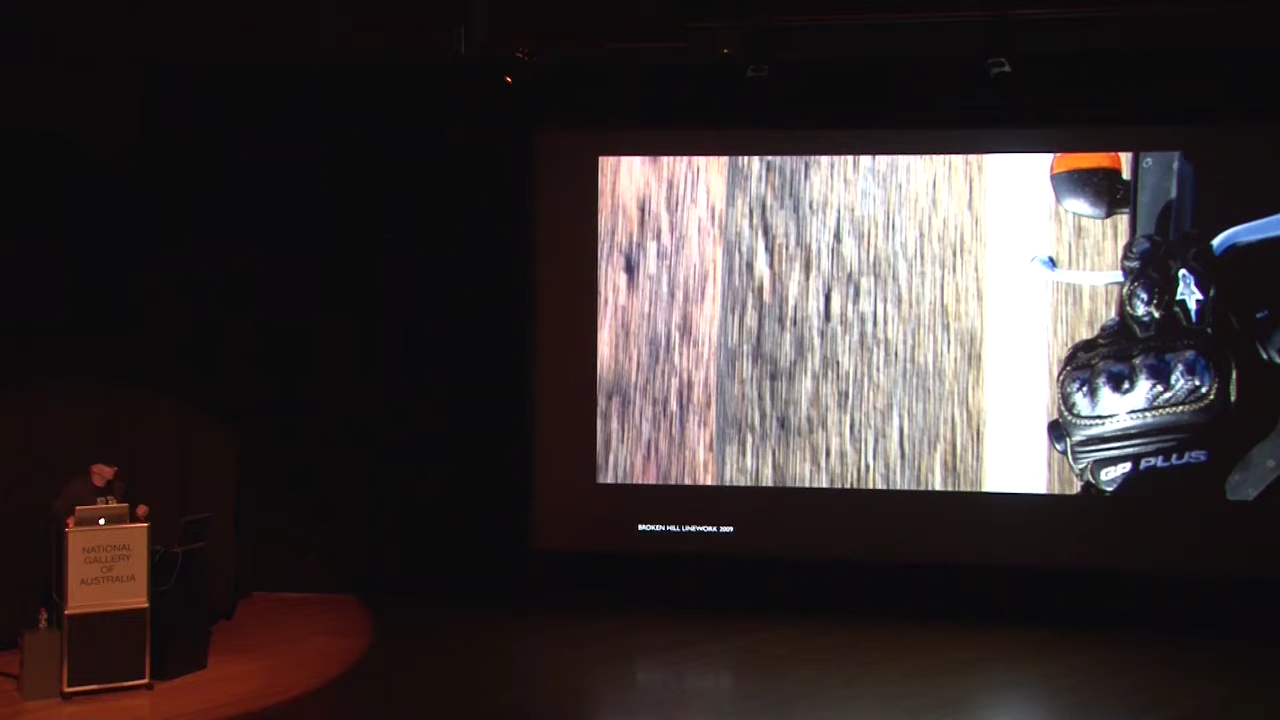 GP PLUS
BROKEN HILL LINEWORK 2009
NATIONAL
GALLERY
OF
AUSTRALIA